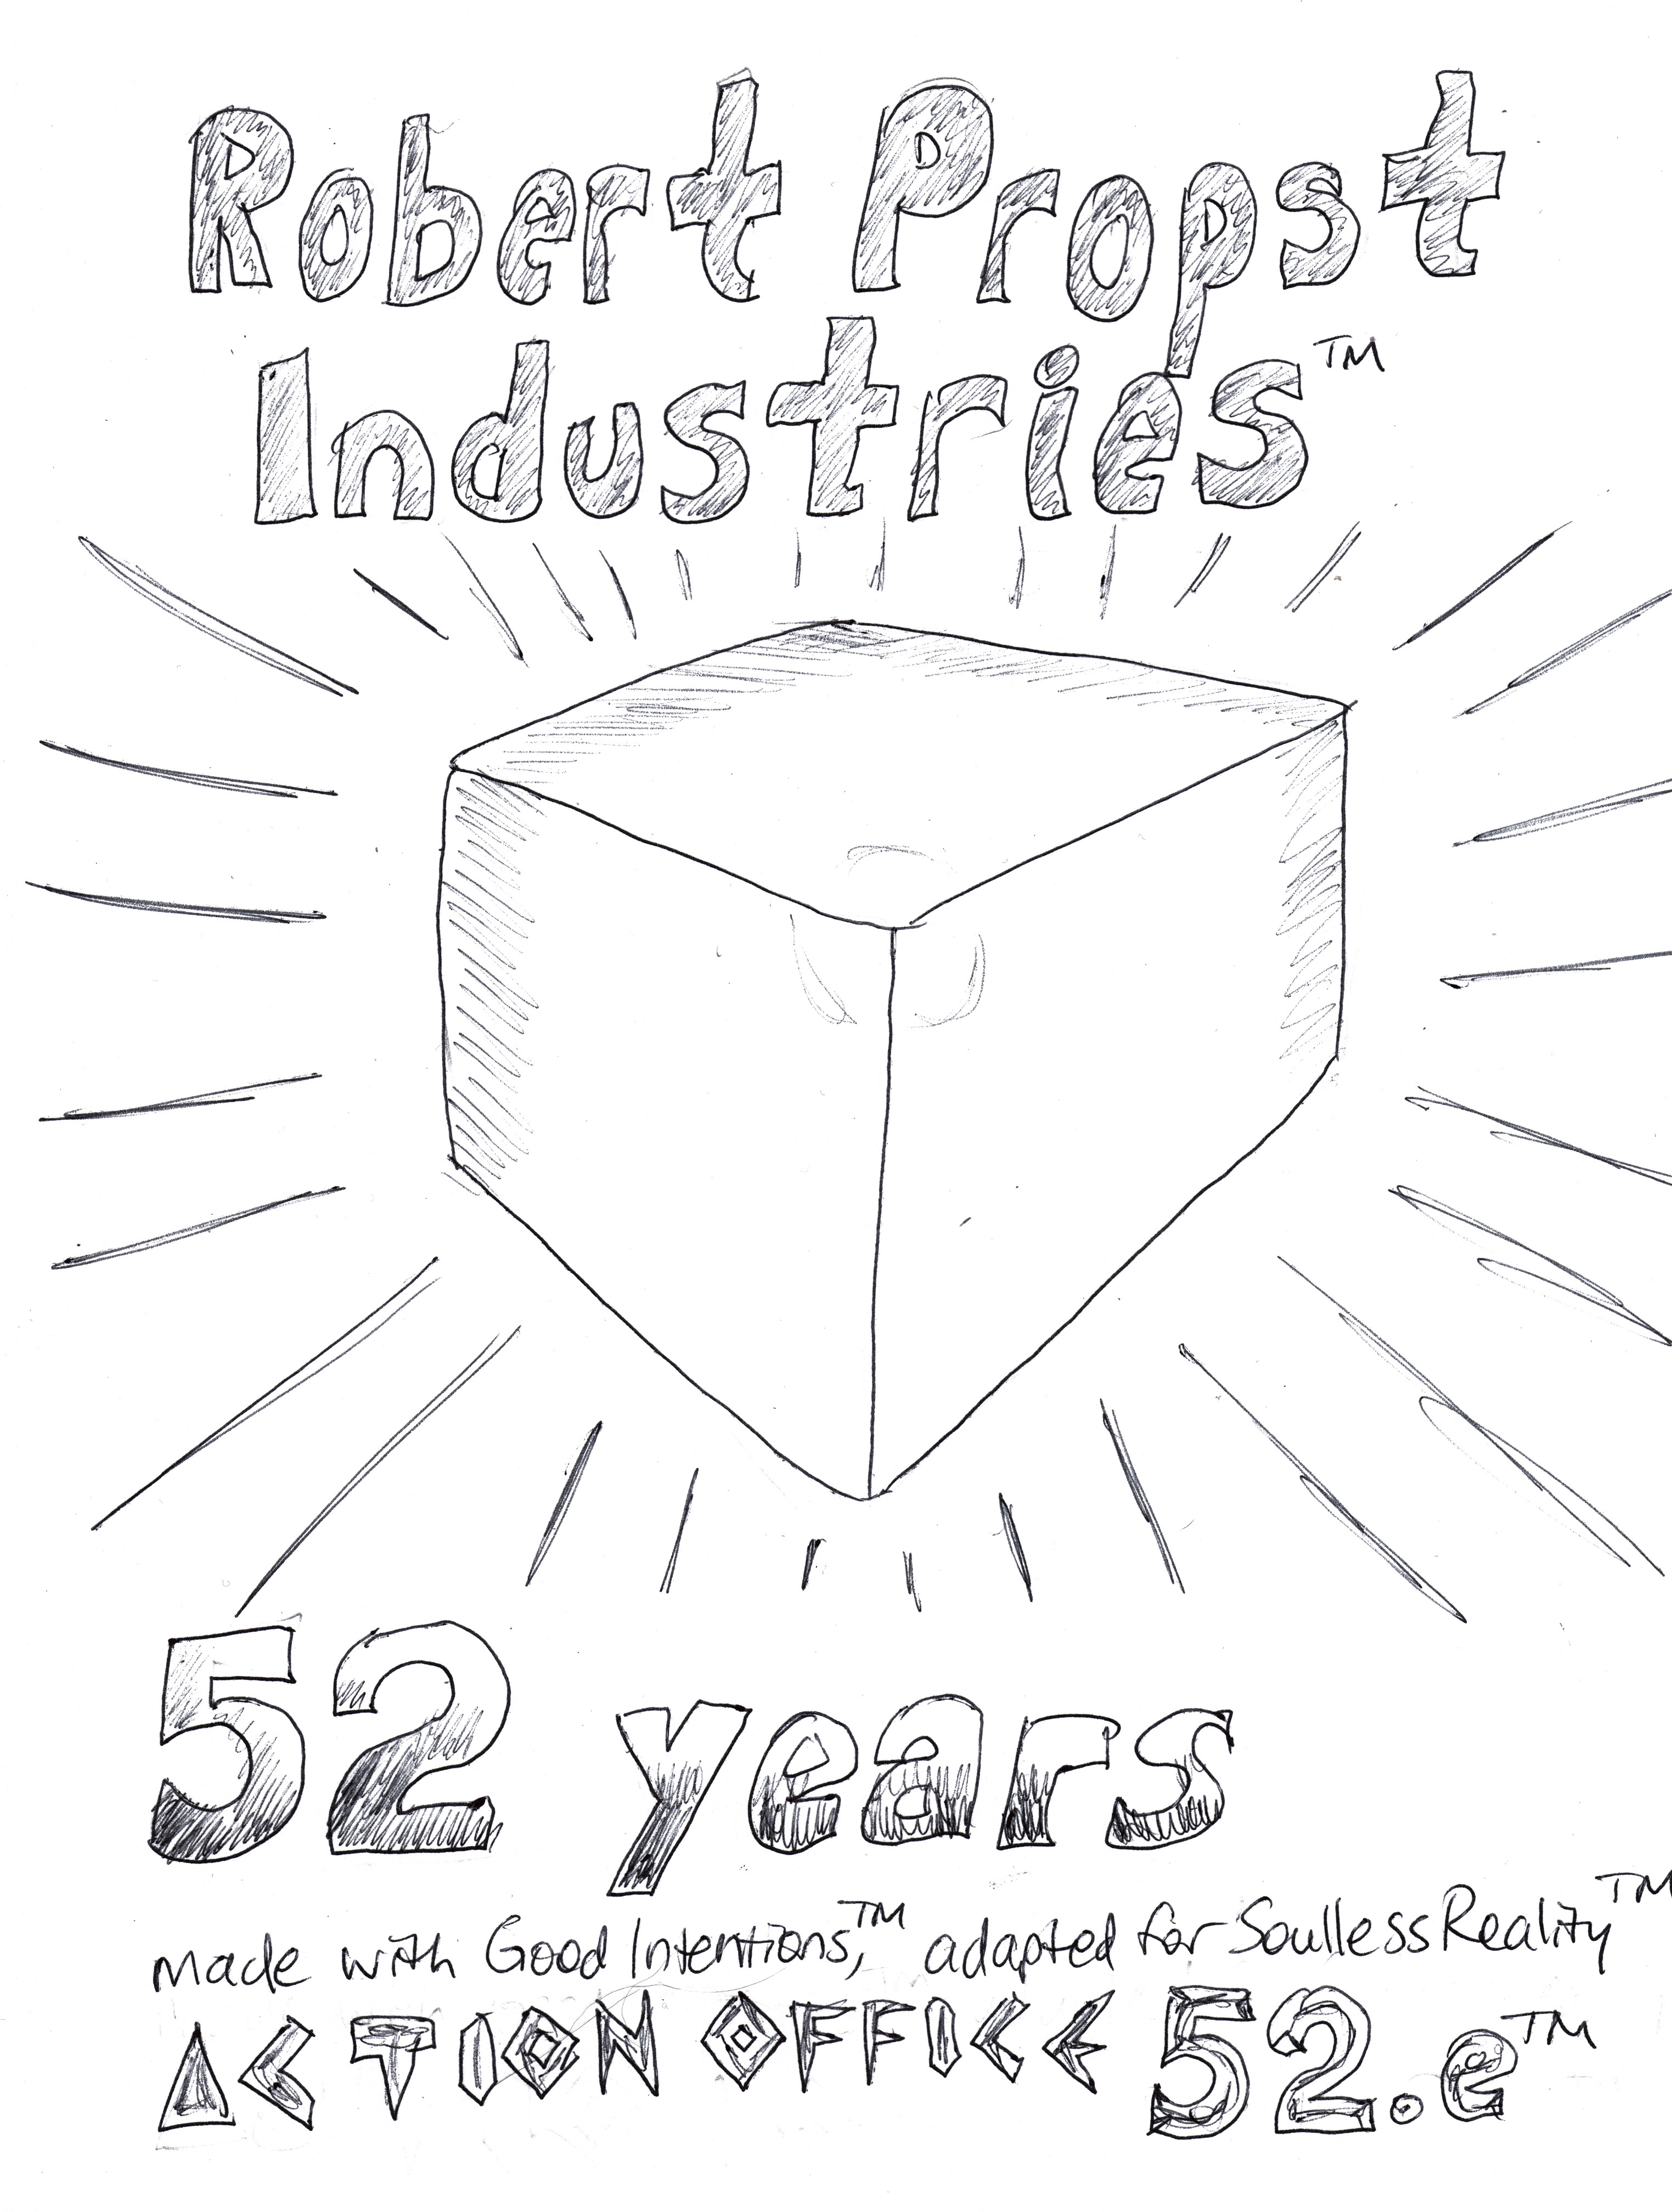 Robert Propst
Industries™
52 years
made with Good Intentions,™ adapted for Soulless Reality™
ACTION OFFICE 52.e™